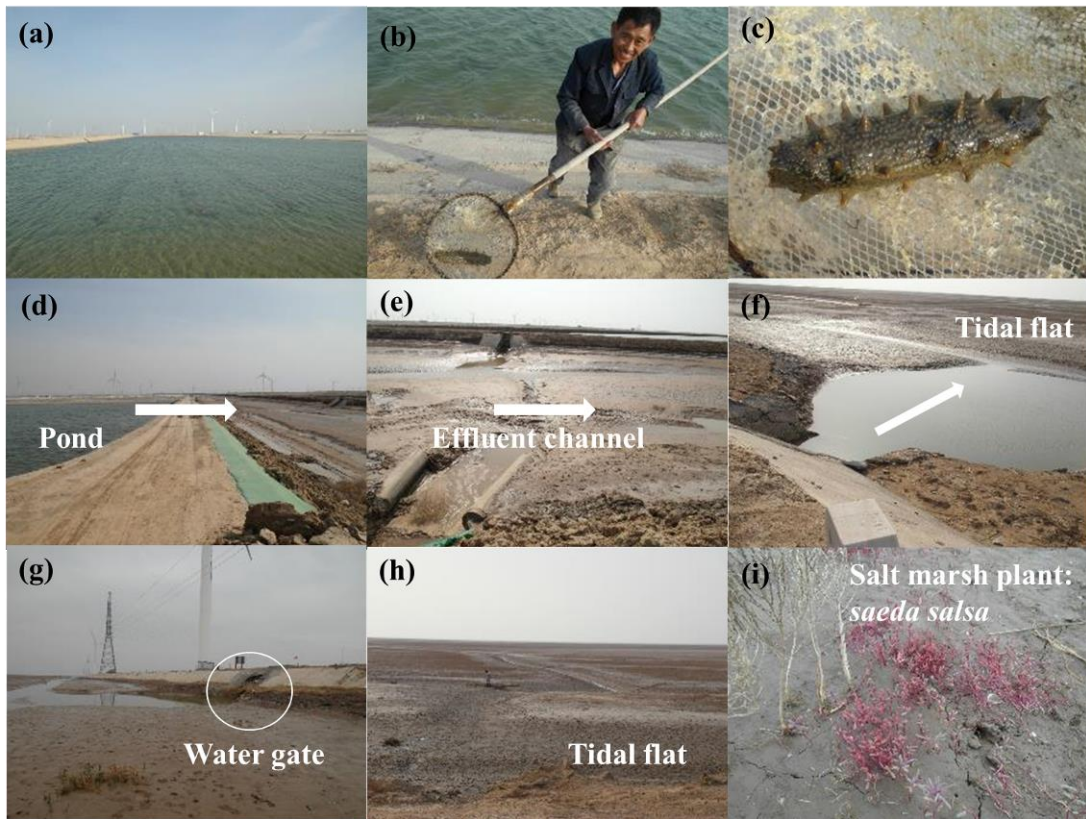 (a)
(b)
(c)
(d)
Pond
(e)
Effluent channel
(f)
Tidal flat
(g)
Water gate
(h)
Tidal flat
(i)
Salt marsh plant:
saeda salsa